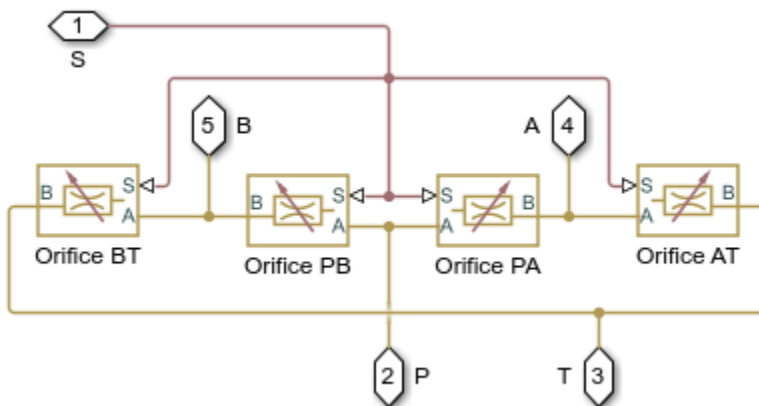 1
S
5 B
A 4
B S A
Orifice BT
B S A
Orifice PB
S A B
Orifice PA
S A B
Orifice AT
2 P
T 3